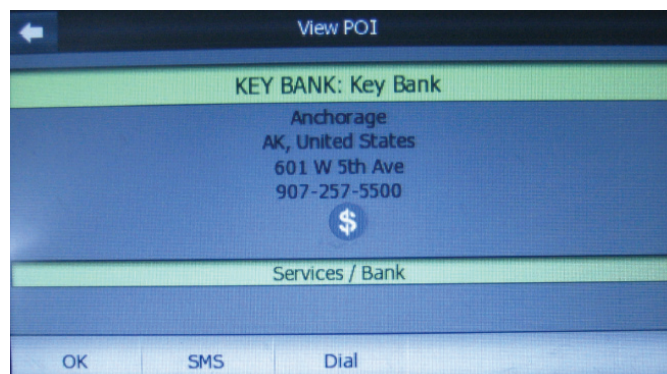 View POI
KEY BANK: Key Bank
Anchorage
AK, United States
601 W 5th Ave
907-257-5500
$
Services / Bank
OK SMS Dial